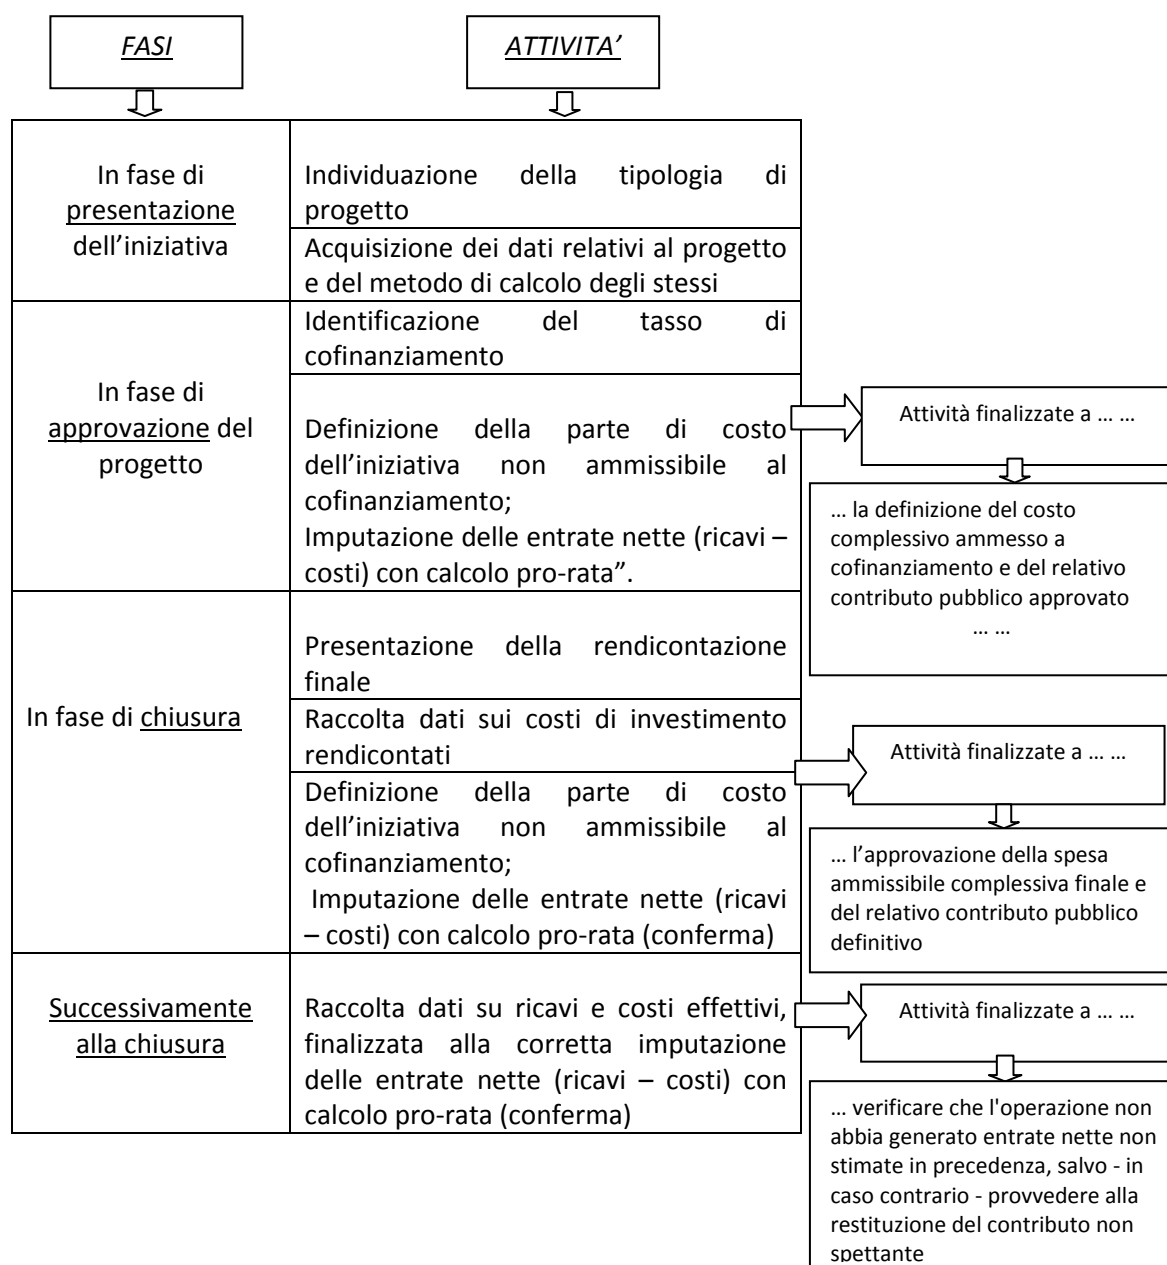 FASI
ATTIVITA’
In fase di
presentazione
dell’iniziativa
Individuazione della tipologia di
progetto
Acquisizione dei dati relativi al progetto
e del metodo di calcolo degli stessi
In fase di
approvazione del
progetto
Identificazione del tasso di
cofinanziamento
Definizione della parte di costo
dell’iniziativa non ammissibile al
cofinanziamento;
Imputazione delle entrate nette (ricavi –
costi) con calcolo pro-rata”.
Attività finalizzate a … …
… la definizione del costo
complessivo ammesso a
cofinanziamento e del relativo
contributo pubblico approvato
… …
In fase di chiusura
Presentazione della rendicontazione
finale
Raccolta dati sui costi di investimento
rendicontati
Definizione della parte di costo
dell’iniziativa non ammissibile al
cofinanziamento;
Imputazione delle entrate nette (ricavi
– costi) con calcolo pro-rata (conferma)
Attività finalizzate a … …
… l’approvazione della spesa
ammissibile complessiva finale e
del relativo contributo pubblico
definitivo
Successivamente
alla chiusura
Raccolta dati su ricavi e costi effettivi,
finalizzata alla corretta imputazione
delle entrate nette (ricavi – costi) con
calcolo pro-rata (conferma)
Attività finalizzate a … …
… verificare che l'operazione non
abbia generato entrate nette non
stimate in precedenza, salvo - in
caso contrario - provvedere alla
restituzione del contributo non
spettante